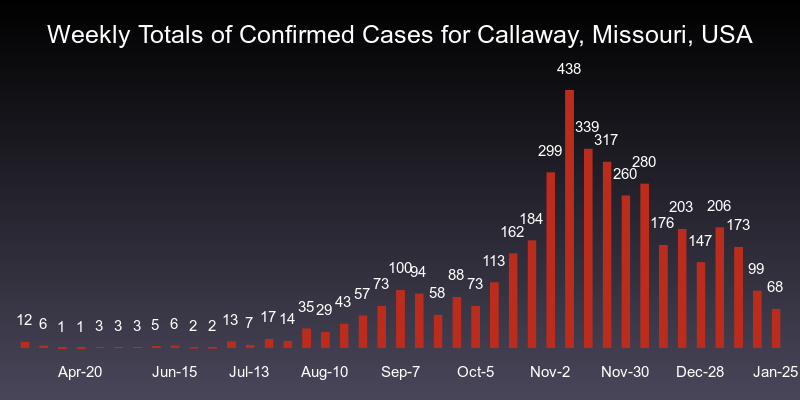 Weekly Totals of Confirmed Cases for Callaway, Missouri, USA
12 6 1 1 3 3 3 5 6 2 2 13 7 17 14 35 29 43 57 73 100 94 58 88 73 113 162 184 299 438 339 317 260 280 176 203 147 206 173 99 68
Apr-20 Jun-15 Jul-13 Aug-10 Sep-7 Oct-5 Nov-2 Nov-30 Dec-28 Jan-25